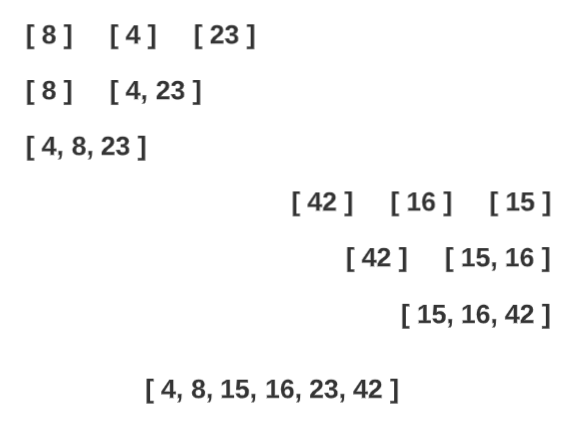 [ 8 ] [ 4 ] [ 23 ]
[ 8 ] [ 4, 23 ]
[ 4, 8, 23 ]
[ 42 ] [ 16 ] [ 15 ]
[ 42 ] [ 15, 16 ]
[ 15, 16, 42 ]
[ 4, 8, 15, 16, 23, 42 ]